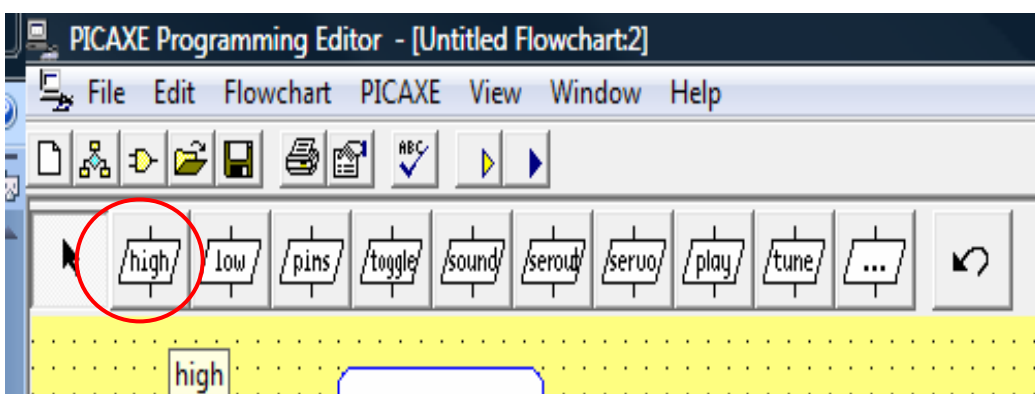 PICAXE Programming Editor - [Untitled Flowchart:2]
File Edit Flowchart PICAXE View Window Help
ABC
high low pins toggle sound serout servo play tune ...
high